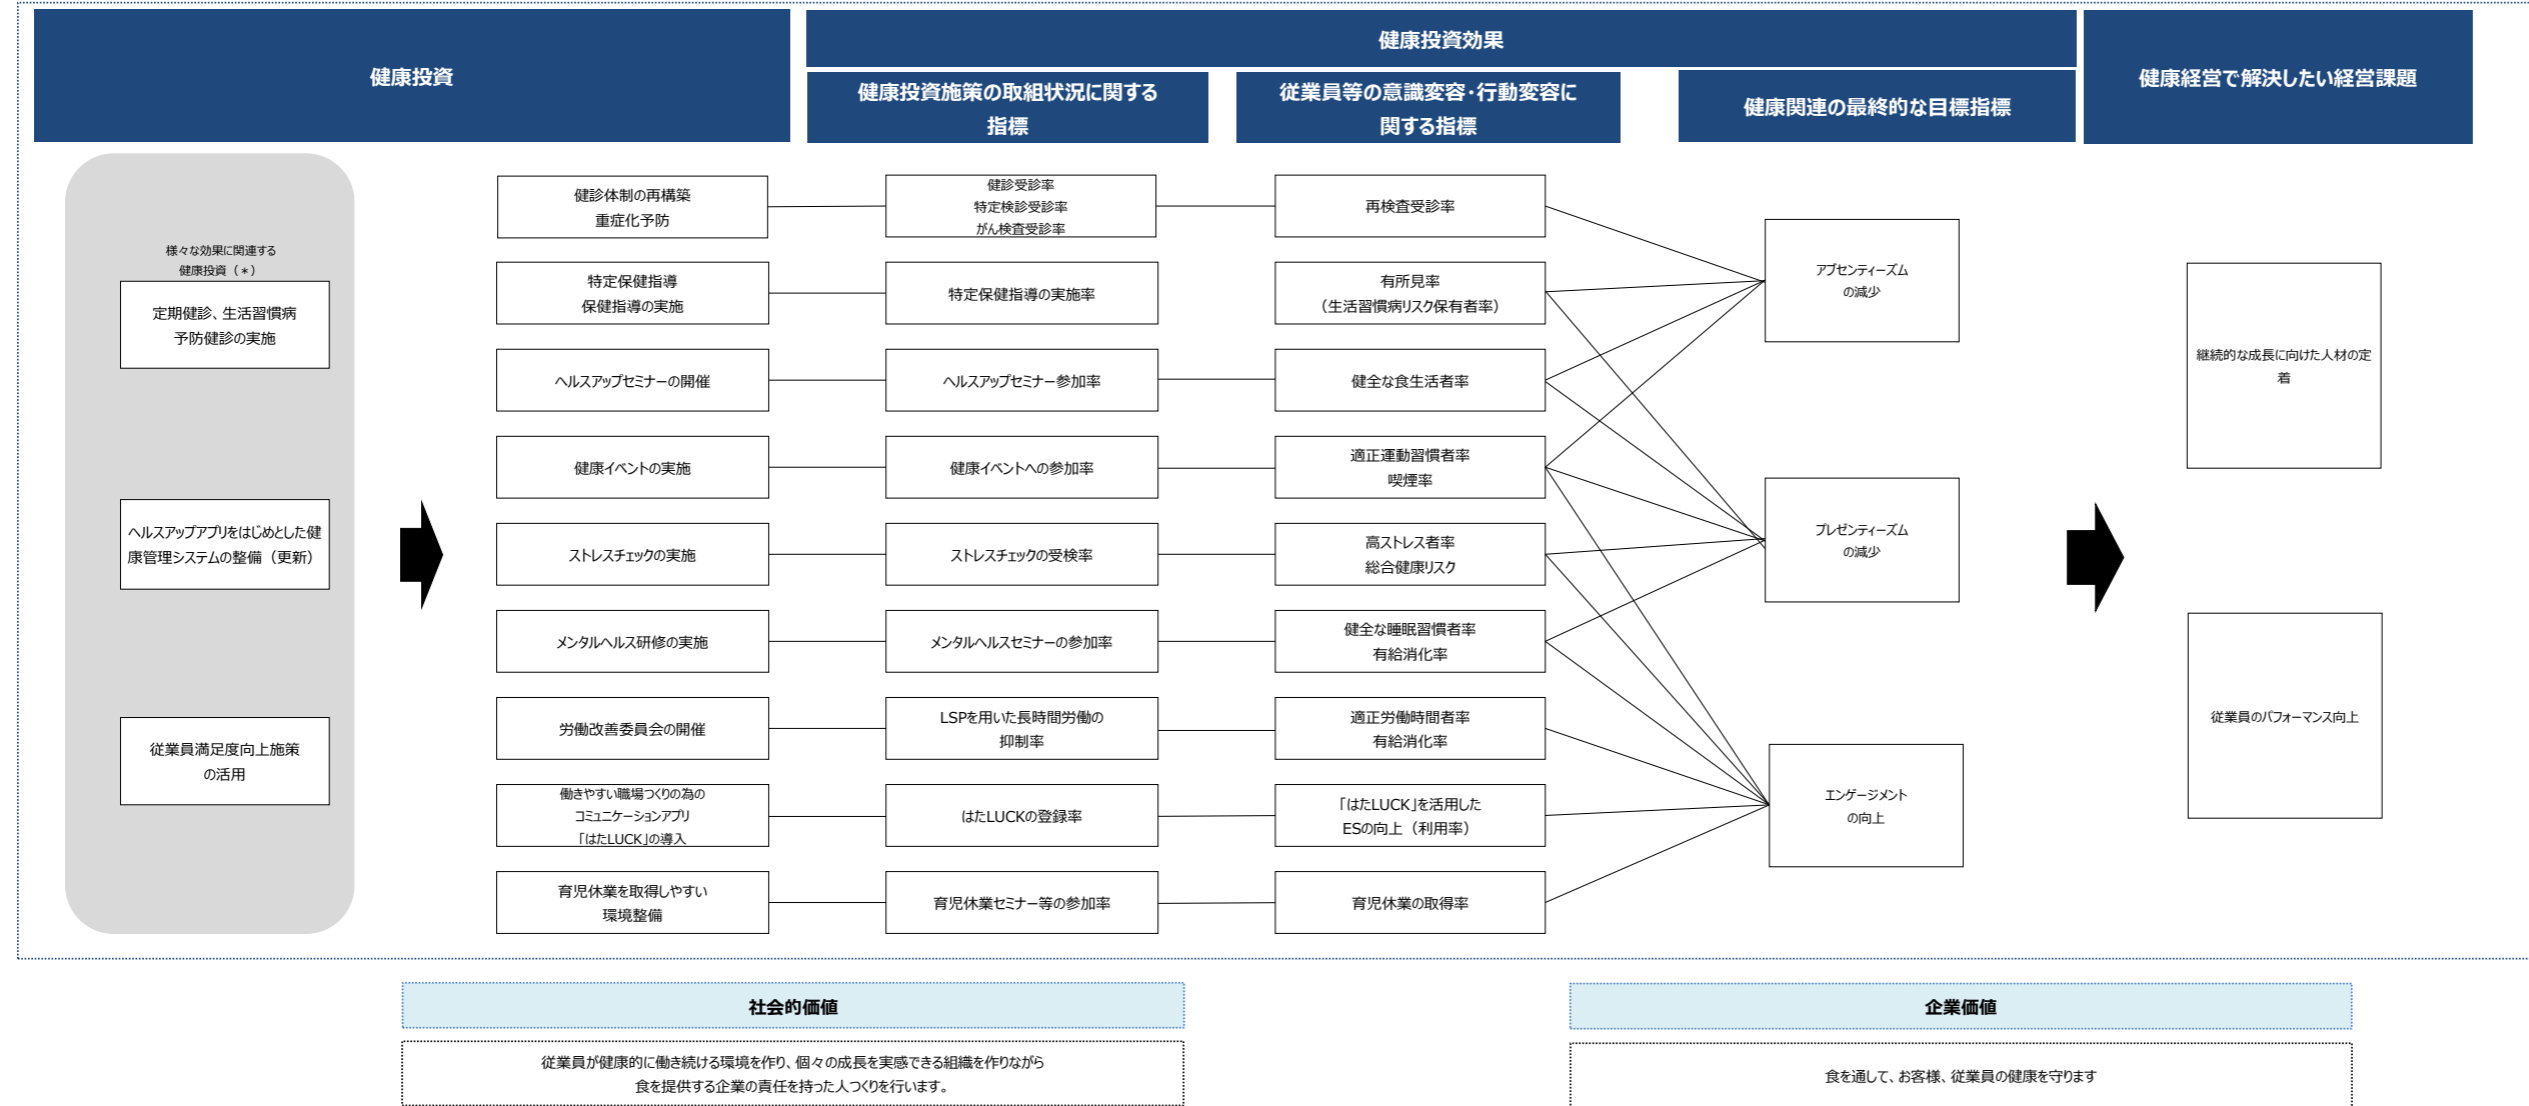 健康投資
健康投資効果
健康経営で解決したい経営課題
健康投資施策の取組状況に関する
指標
従業員等の意識変容・行動変容に
関する指標
健康関連の最終的な目標指標
様々な効果に関連する
健康投資（＊）
定期健診、生活習慣病
予防健診の実施
ヘルスアップアプリをはじめとした健
康管理システムの整備（更新）
従業員満足度向上施策
の活用
健診体制の再構築
重症化予防
健診受診率
特定検診受診率
がん検査受診率
再検査受診率
特定保健指導
保健指導の実施
特定保健指導の実施率
有所見率
（生活習慣病リスク保有者率）
ヘルスアップセミナーの開催
ヘルスアップセミナー参加率
健全な食生活者率
健康イベントの実施
健康イベントへの参加率
適正運動習慣者率
喫煙率
ストレスチェックの実施
ストレスチェックの受検率
高ストレス者率
総合健康リスク
メンタルヘルス研修の実施
メンタルヘルスセミナーの参加率
健全な睡眠習慣者率
有給消化率
労働改善委員会の開催
LSPを用いた長時間労働の
抑制率
適正労働時間者率
有給消化率
働きやすい職場つくりの為の
コミュニケーションアプリ
「はたLUCK」の導入
はたLUCKの登録率
「はたLUCK」を活用した
ESの向上（利用率）
育児休業を取得しやすい
環境整備
育児休業セミナー等の参加率
育児休業の取得率
アブセンティーズム
の減少
プレゼンティーズム
の減少
エンゲージメント
の向上
継続的な成長に向けた人材の定
着
従業員のパフォーマンス向上
社会的価値
従業員が健康的に働き続ける環境を作り、個々の成長を実感できる組織を作りながら
食を提供する企業の責任を持った人つくりを行います。
企業価値
食を通して、お客様、従業員の健康を守ります